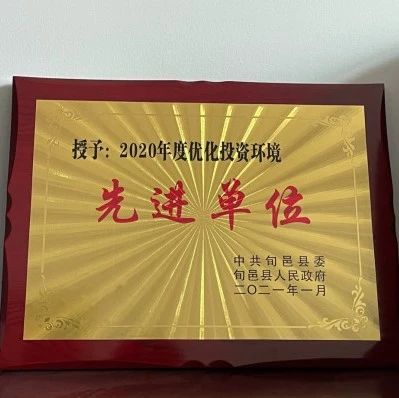 授予：2020年度优化投资环境
先进单位
中共旬邑县委
旬邑县人民政府
二〇二一年一月